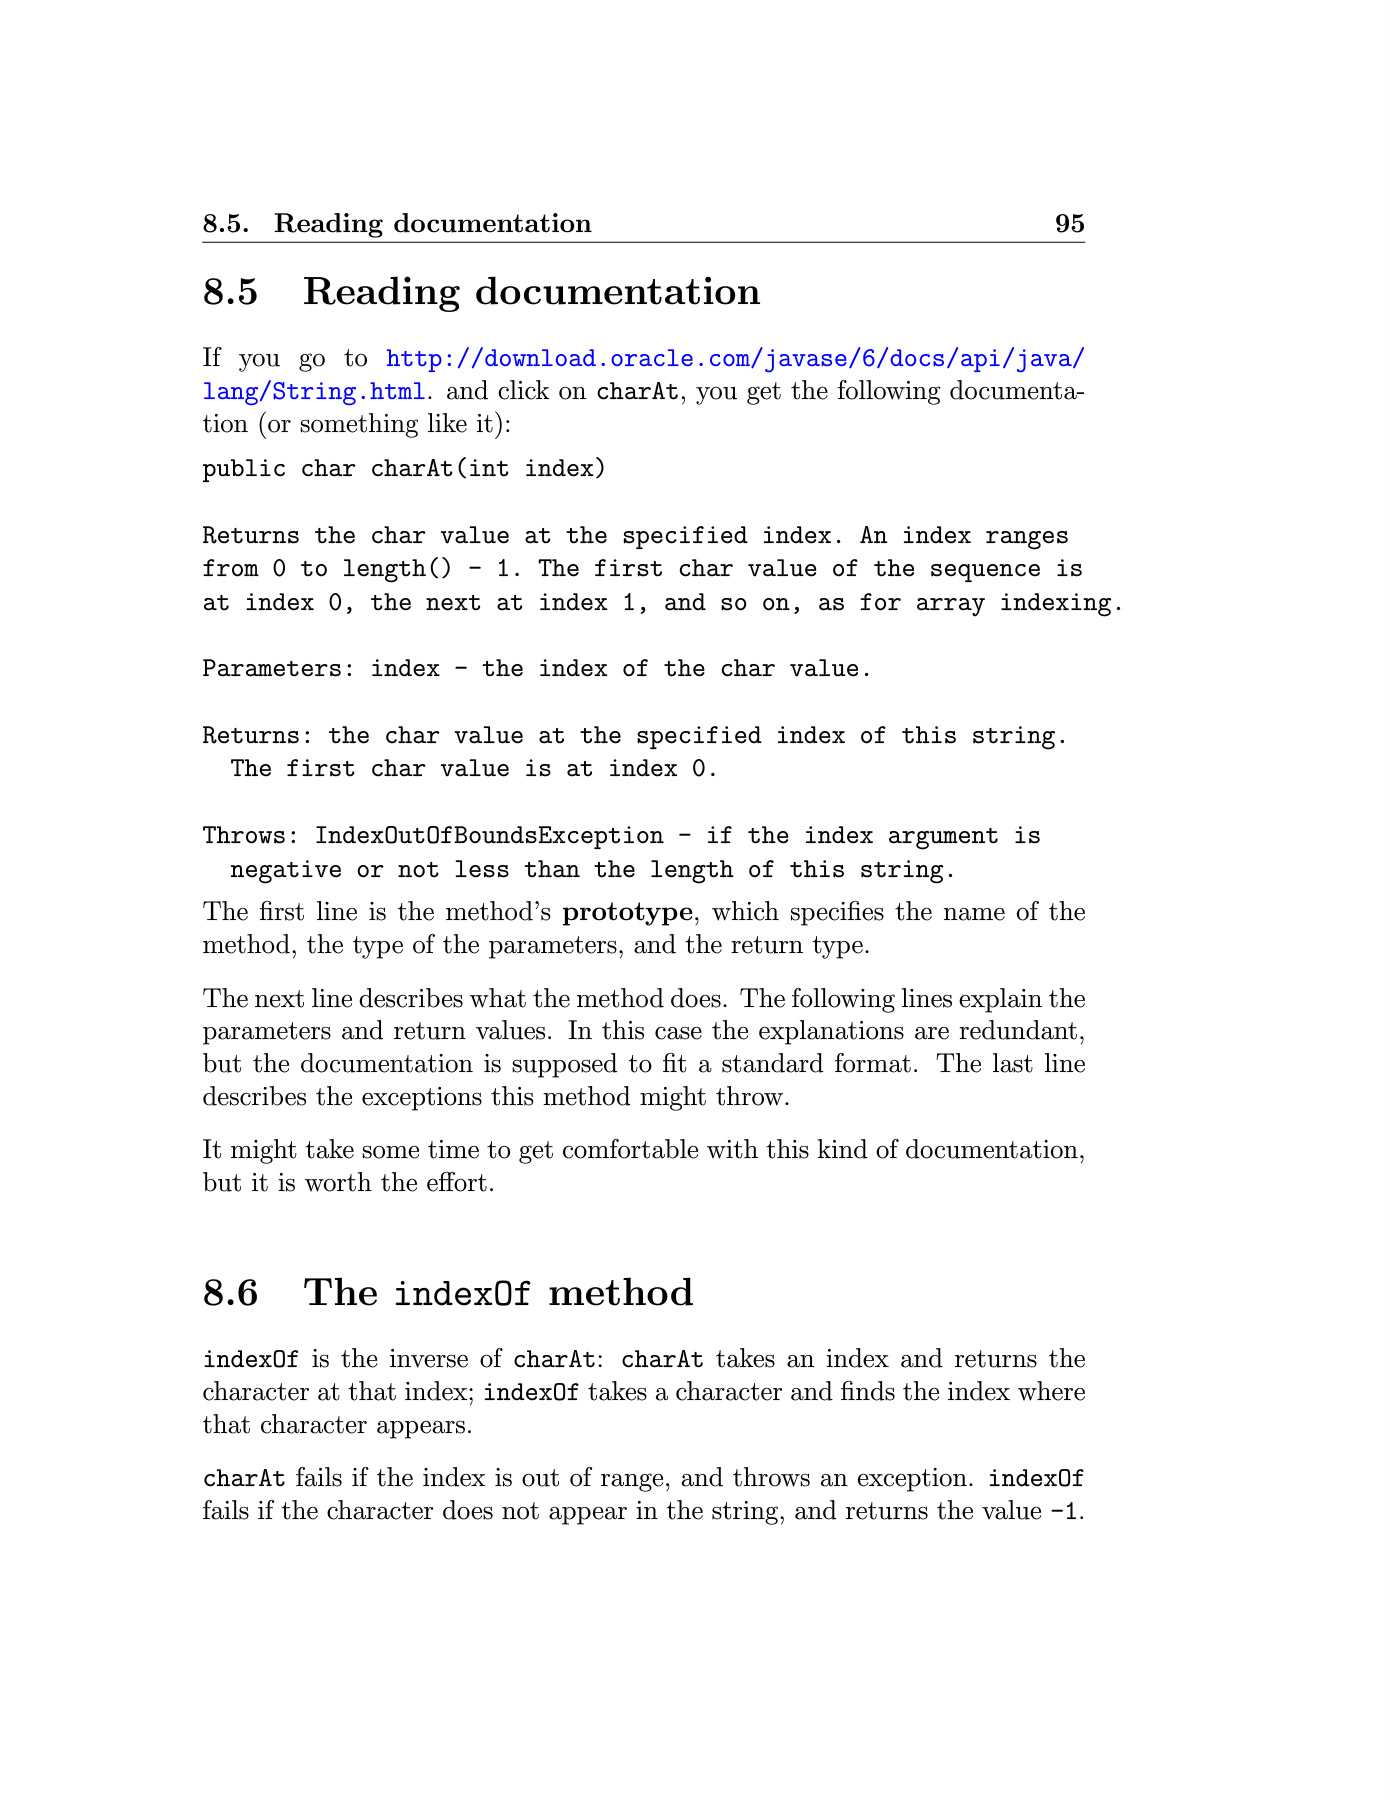 8.5. Reading documentation 95
8.5 Reading documentation
If you go to http://download.oracle.com/javase/6/docs/api/java/
lang/String.html. and click on charAt, you get the following documenta-
tion (or something like it):
public char charAt(int index)
Returns the char value at the specified index. An index ranges
from 0 to length() - 1. The first char value of the sequence is
at index 0, the next at index 1, and so on, as for array indexing.
Parameters: index - the index of the char value.
Returns: the char value at the specified index of this string.
The first char value is at index 0.
Throws: IndexOutOfBoundsException - if the index argument is
negative or not less than the length of this string.
The first line is the method’s prototype, which specifies the name of the
method, the type of the parameters, and the return type.
The next line describes what the method does. The following lines explain the
parameters and return values. In this case the explanations are redundant,
but the documentation is supposed to fit a standard format. The last line
describes the exceptions this method might throw.
It might take some time to get comfortable with this kind of documentation,
but it is worth the effort.
8.6 The indexOf method
indexOf is the inverse of charAt: charAt takes an index and returns the
character at that index; indexOf takes a character and finds the index where
that character appears.
charAt fails if the index is out of range, and throws an exception. indexOf
fails if the character does not appear in the string, and returns the value -1.